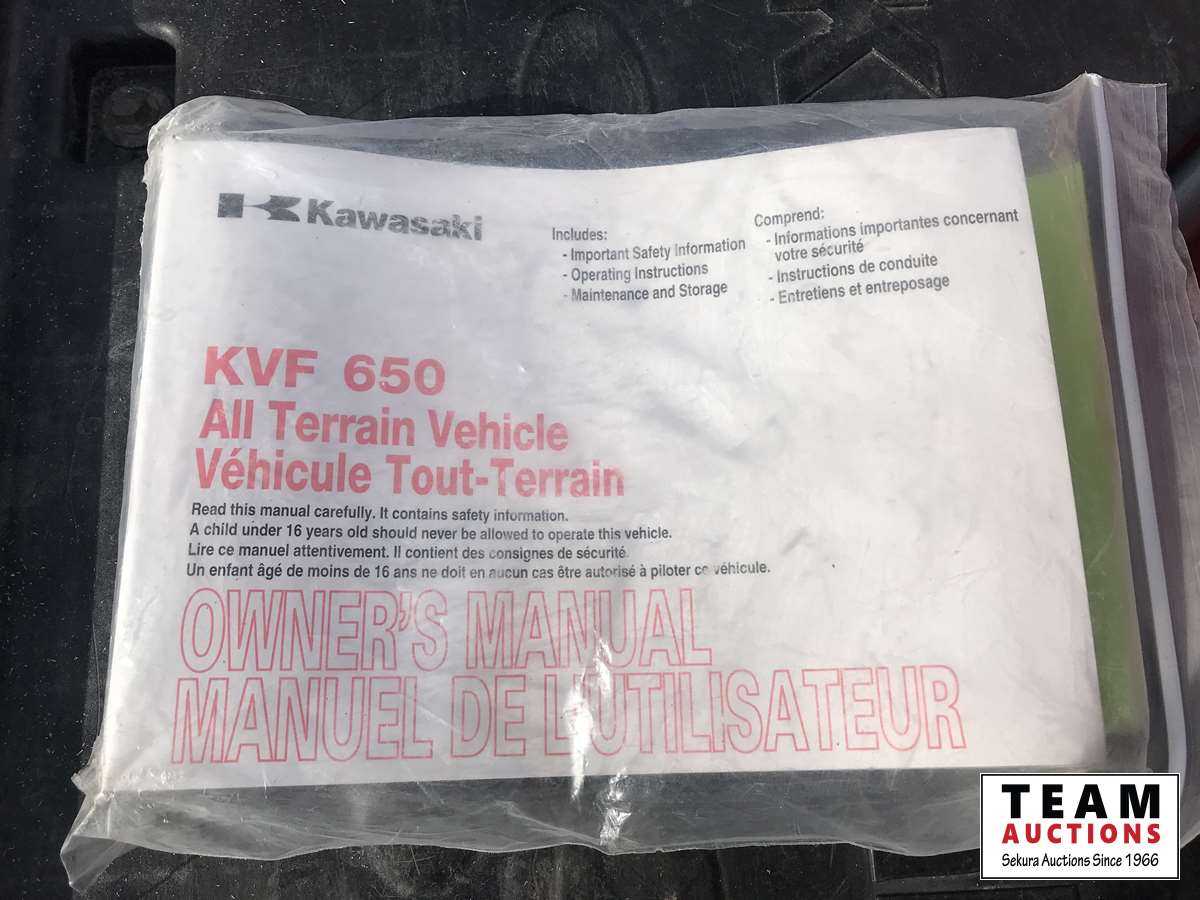 Kawasaki
Includes:
- Important Safety Information
- Operating Instructions
- Maintenance and Storage
Comprend:
- Informations importantes concernant
votre sécurité
- Instructions de conduite
- Entretiens et entreposage
KVF 650
All Terrain Vehicle
Véhicule Tout-Terrain
Read this manual carefully. It contains safety information.
A child under 16 years old should never be allowed to operate this vehicle.
Lire ce manuel attentivement. Il contient des consignes de sécurité.
Un enfant âgé de moins de 16 ans ne doit en aucun cas être autorisé à piloter ce véhicule.
OWNER'S MANUAL
MANUEL DE L'UTILISATEUR
TEAM
AUCTIONS
Sekura Auctions Since 1966